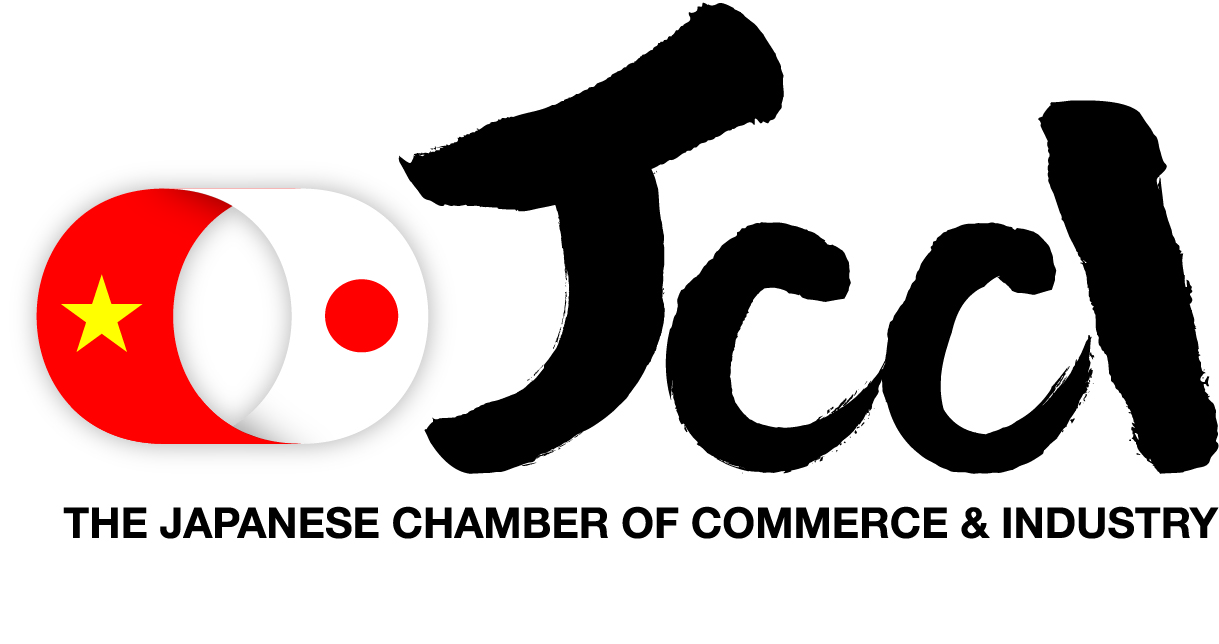 JccI
THE JAPANESE CHAMBER OF COMMERCE & INDUSTRY